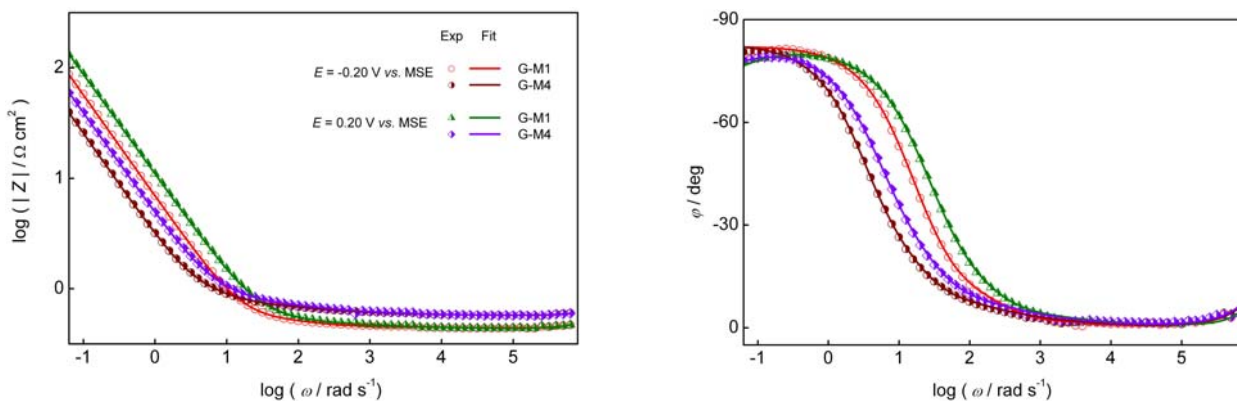 Exp Fit
E = -0.20 V vs. MSE
G-M1
G-M4
E = 0.20 V vs. MSE
G-M1
G-M4
log ( | Z | / Ω cm²)
2
1
0
-1 0 1 2 3 4 5
log ( ω / rad s⁻¹)
φ / deg
-90
-60
-30
0
-1 0 1 2 3 4 5
log ( ω / rad s⁻¹)